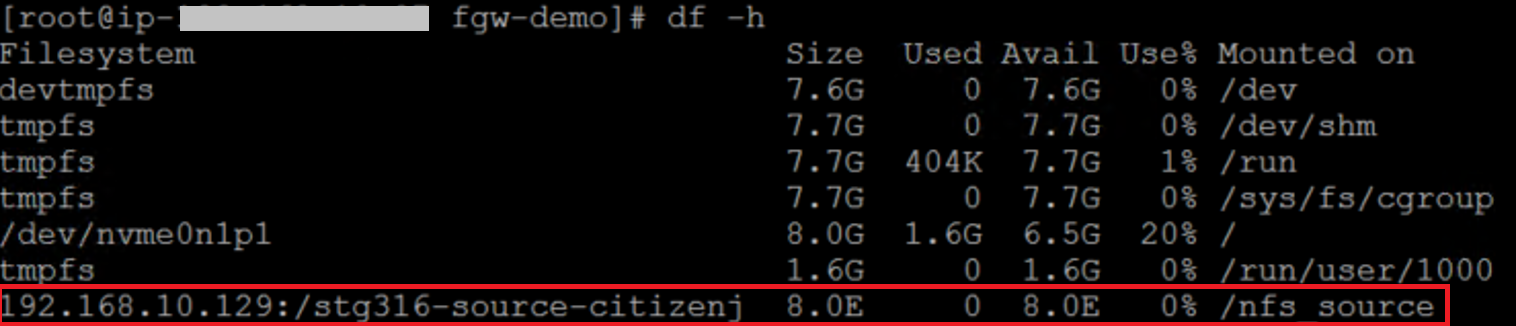 [root@ip- fgw-demo]# df -h
Filesystem Size Used Avail Use% Mounted on
devtmpfs 7.6G 0 7.6G 0% /dev
tmpfs 7.7G 0 7.7G 0% /dev/shm
tmpfs 7.7G 404K 7.7G 1% /run
tmpfs 7.7G 0 7.7G 0% /sys/fs/cgroup
/dev/nvme0n1p1 8.0G 1.6G 6.5G 20% /
tmpfs 1.6G 0 1.6G 0% /run/user/1000
192.168.10.129:/stg316-source-citizenj 8.0E 0 8.0E 0% /nfs_source